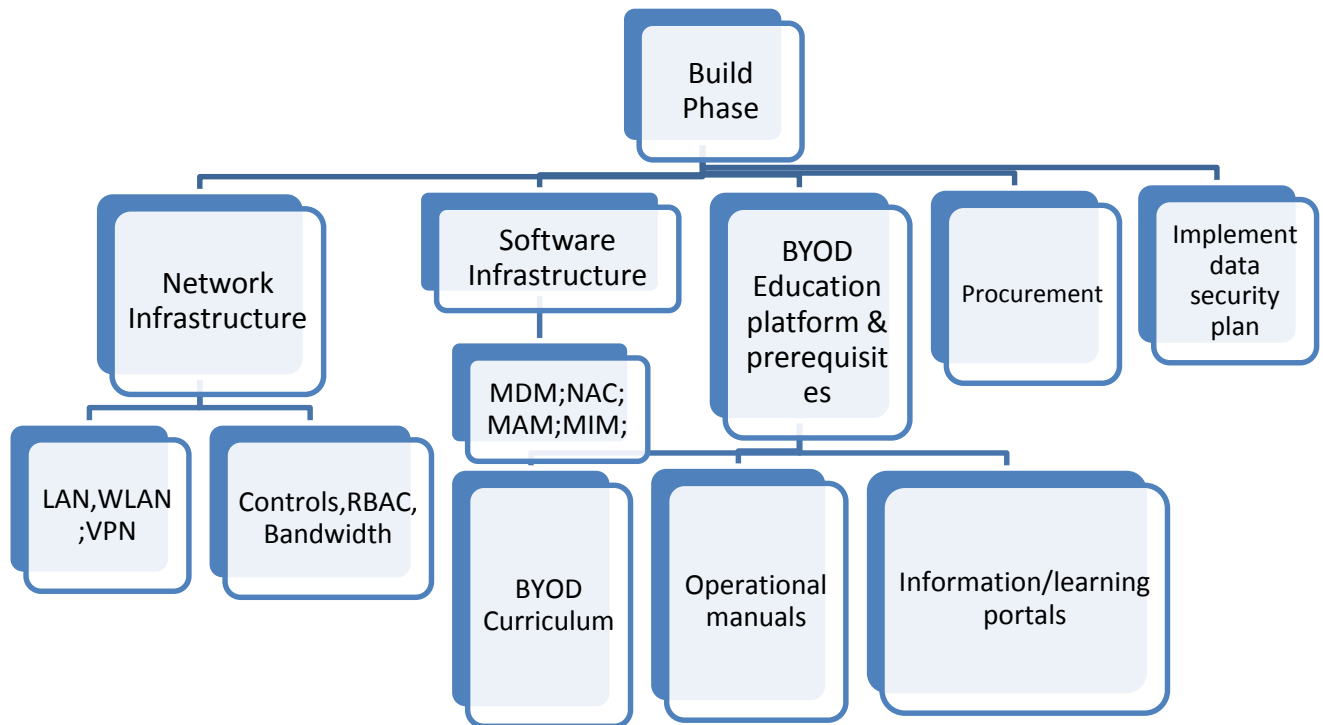 Build
Phase
Network
Infrastructure
Software
Infrastructure
BYOD
Education
platform &
prerequisit
es
Procurement
Implement
data
security
plan
LAN,WLAN
;VPN
Controls,RBAC,
Bandwidth
MDM;NAC;
MAM;MIM;
BYOD
Curriculum
Operational
manuals
Information/learning
portals